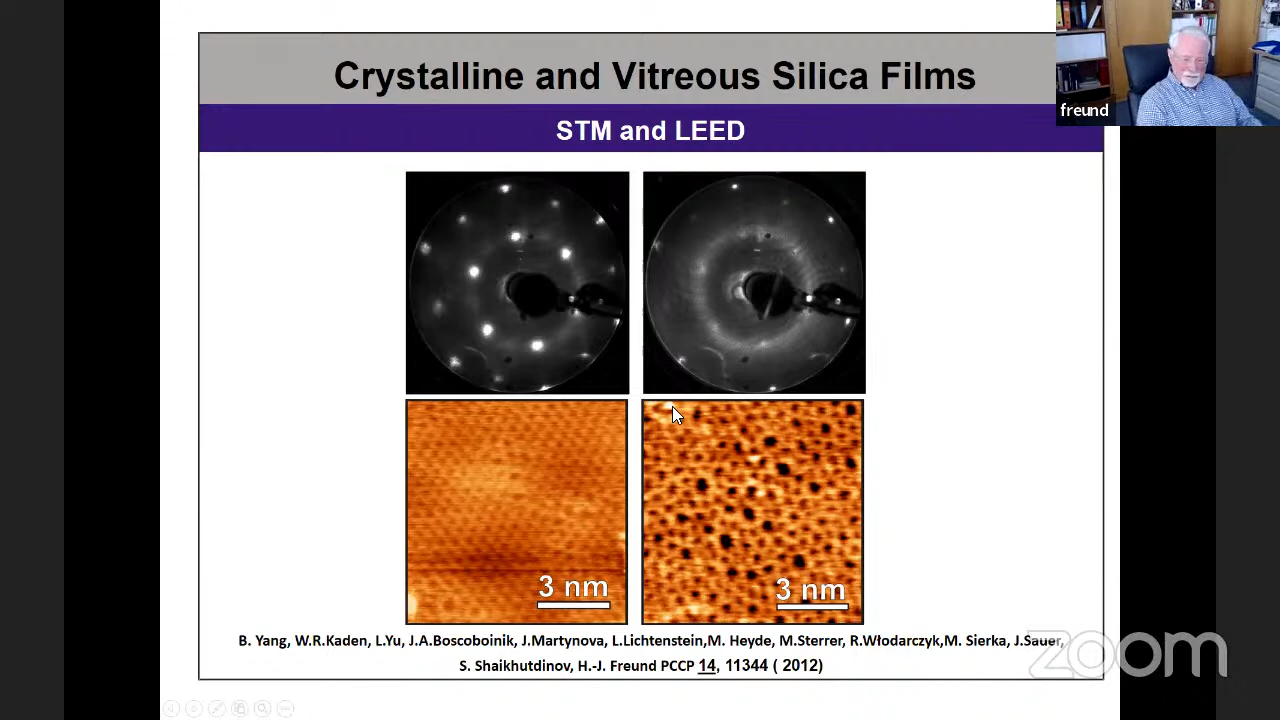 Crystalline and Vitreous Silica Films
STM and LEED
freund
3 nm
3 nm
B. Yang, W.R.Kaden, L.Yu, J.A.Boscoboinik, J.Martynova, L.Lichtenstein,M. Heyde, M.Sterrer, R.Włodarczyk,M. Sierka, J.Sauer,
S. Shaikhutdinov, H.-J. Freund PCCP 14, 11344 ( 2012)
zoom